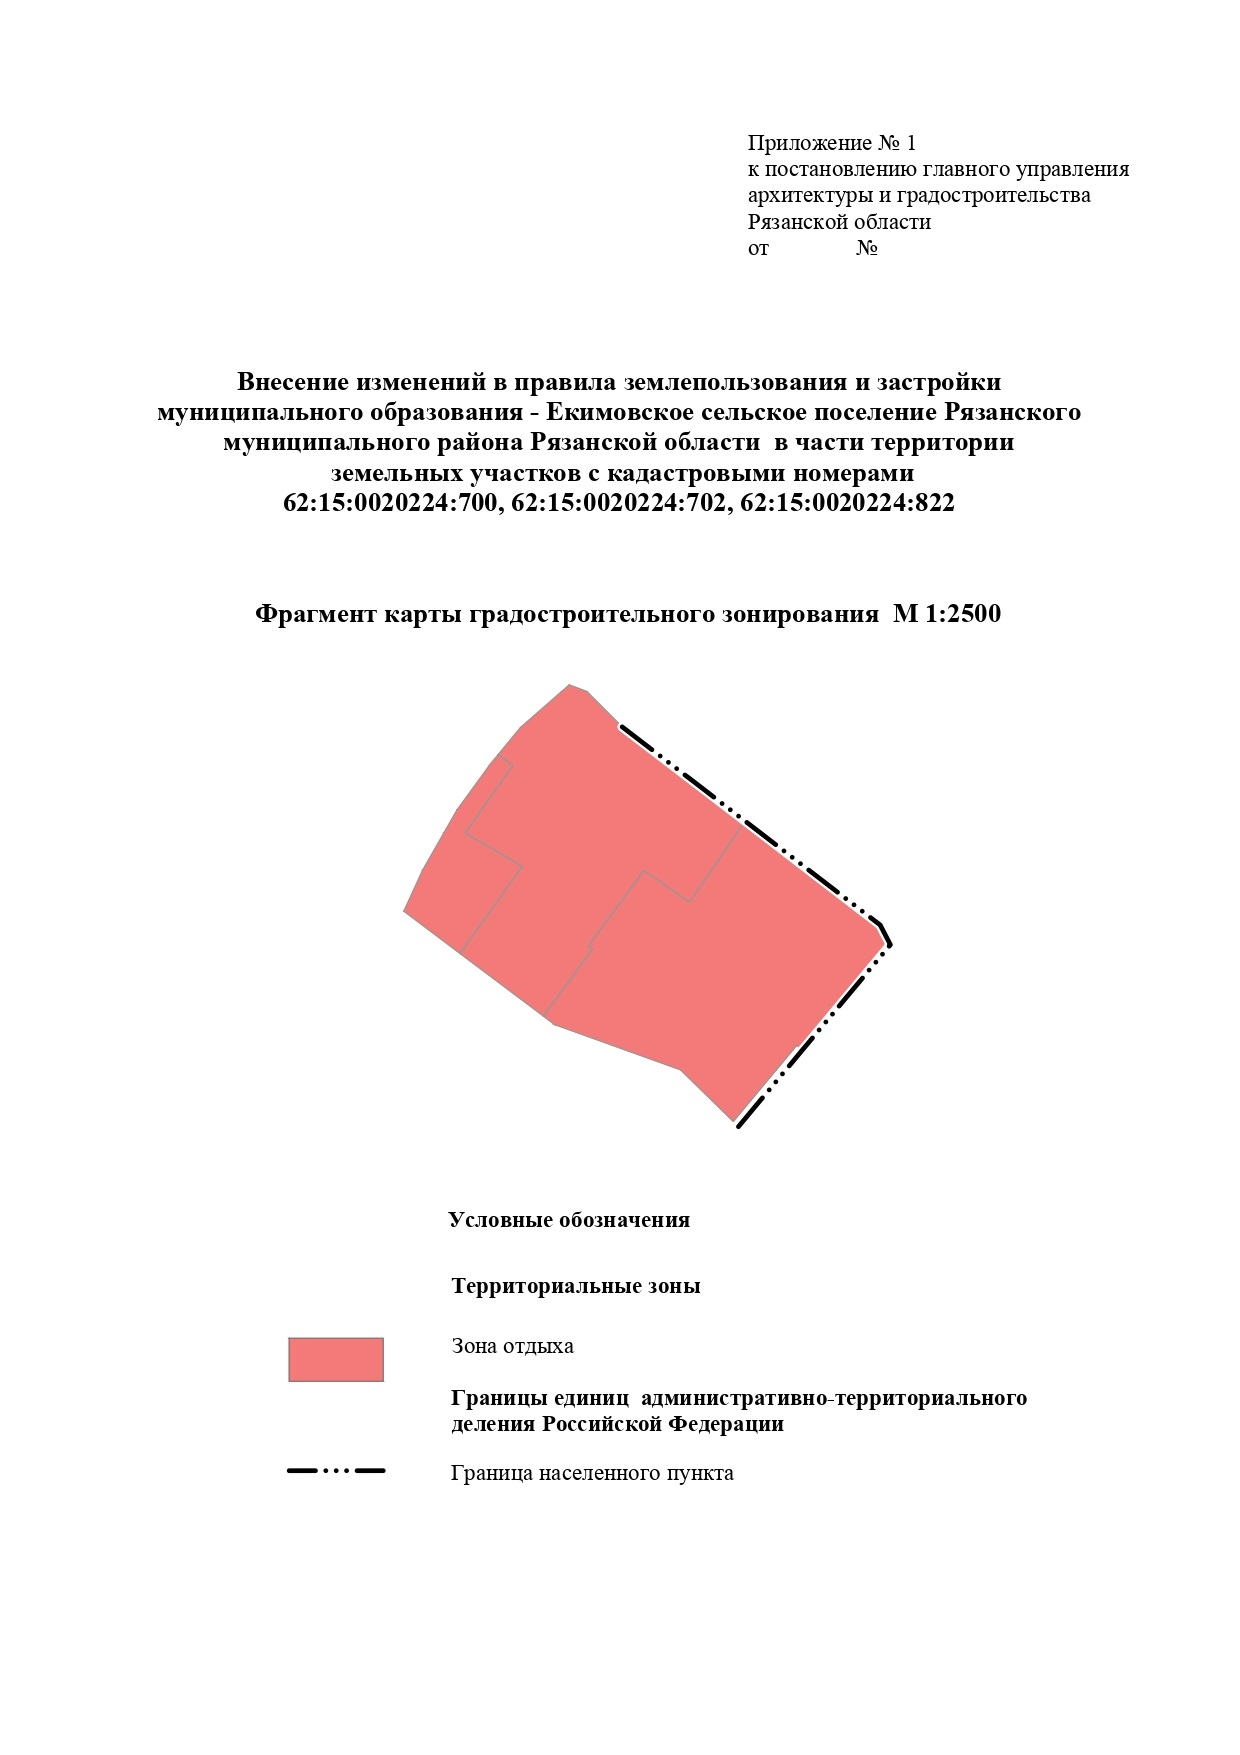 Приложение № 1
к постановлению главного управления
архитектуры и градостроительства
Рязанской области
от №
Внесение изменений в правила землепользования и застройки
муниципального образования - Екимовское сельское поселение Рязанского
муниципального района Рязанской области в части территории
земельных участков с кадастровыми номерами
62:15:0020224:700, 62:15:0020224:702, 62:15:0020224:822
Фрагмент карты градостроительного зонирования М 1:2500
Условные обозначения
Территориальные зоны
Зона отдыха
Границы единиц административно-территориального
деления Российской Федерации
Граница населенного пункта